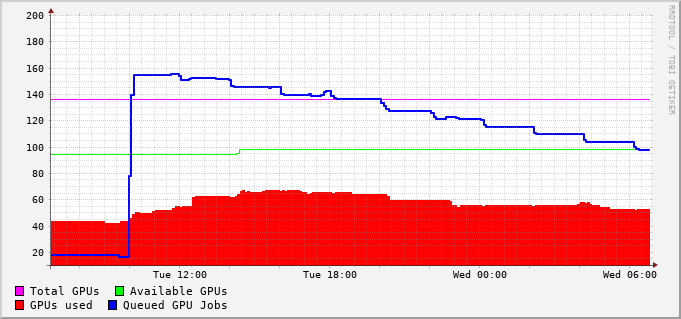 RRDTOOL / TOBI OETIKER
200
180
160
140
120
100
80
60
40
20
Tue 12:00 Tue 18:00 Wed 00:00 Wed 06:00
Total GPUs Available GPUs
GPUs used Queued GPU Jobs